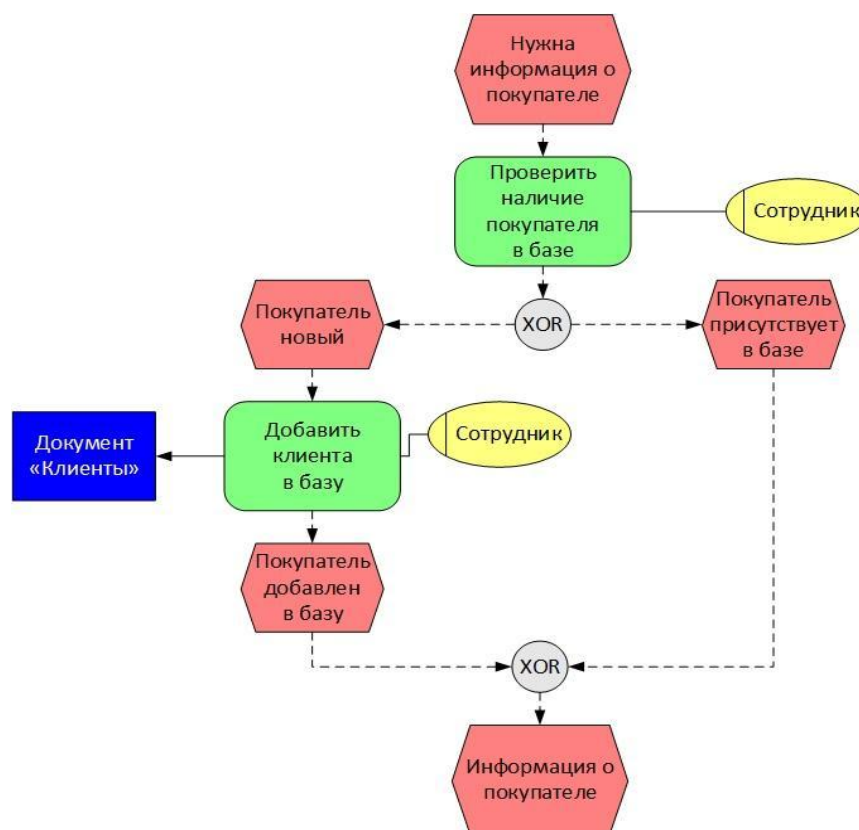 Нужна
информация о
покупателе
Проверить
наличие
покупателя
в базе
Сотрудник
Покупатель
новый
XOR
Покупатель
присутствует
в базе
Документ
«Клиенты»
Добавить
клиента
в базу
Сотрудник
Покупатель
добавлен
в базу
XOR
Информация о
покупателе